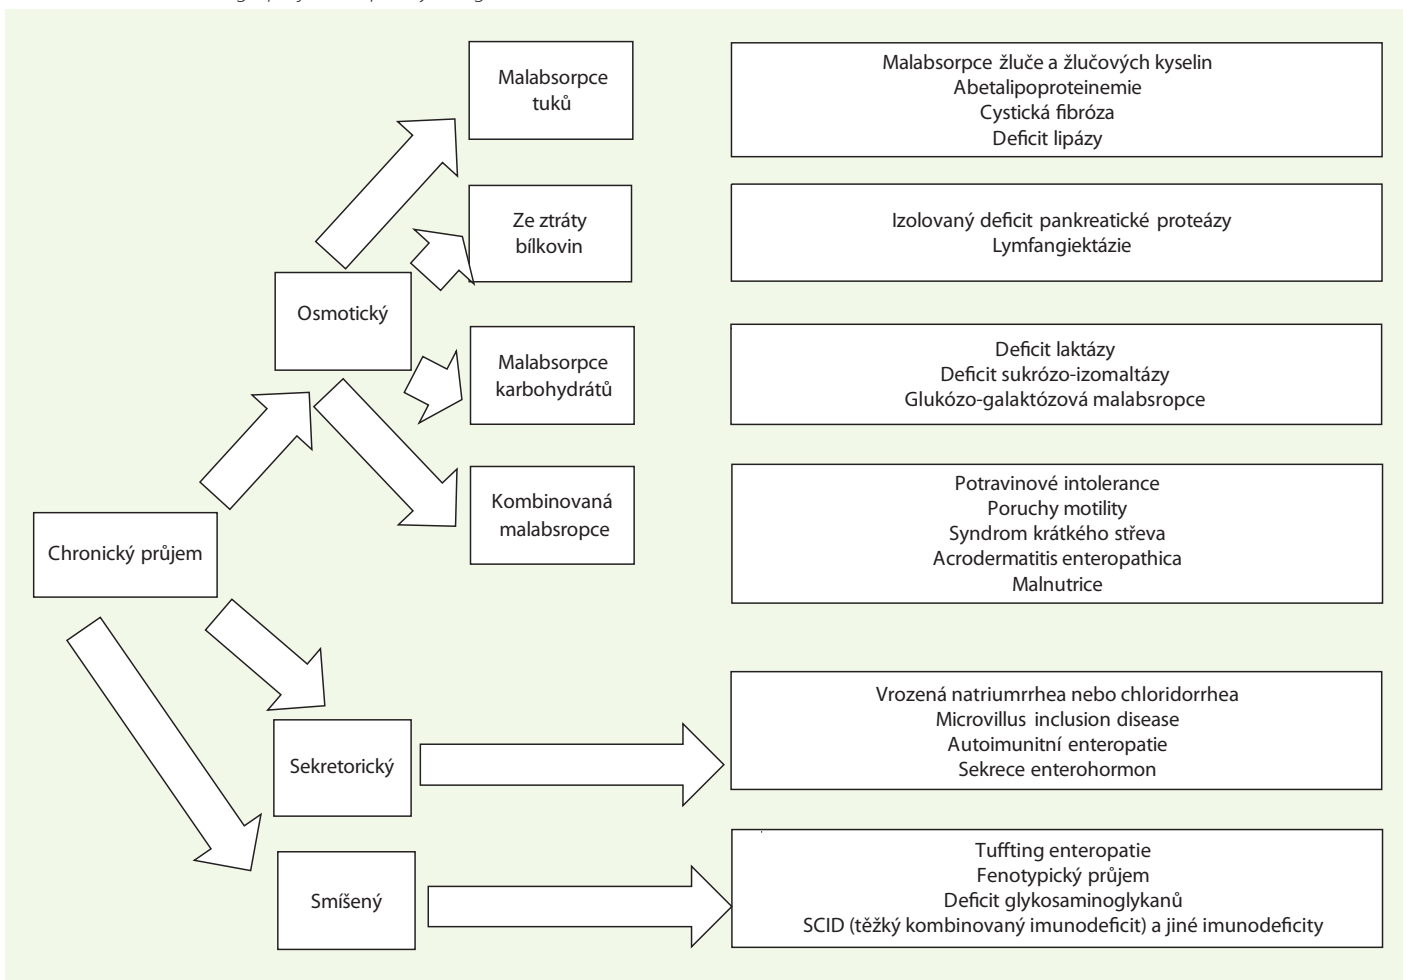 Malabsorpce
tuků
Malabsorpce žluče a žlučových kyselin
Abetalipoproteinemie
Cystická fibróza
Deficit lipázy
Ze ztráty
bílkovin
Izolovaný deficit pankreatické proteázy
Lymfangiektázie
Osmotický
Malabsorpce
karbohydrátů
Deficit laktázy
Deficit sukrózo-izomaltázy
Glukózo-galaktózová malabsropce
Kombinovaná
malabsropce
Potravinové intolerance
Poruchy motility
Syndrom krátkého střeva
Acrodermatitis enteropathica
Malnutrice
Chronický průjem
Sekretorický
Vrozená natriumrrhea nebo chloridorrhea
Microvillus inclusion disease
Autoimunitní enteropatie
Sekrece enterohormon
Smíšený
Tuffting enteropatie
Fenotypický průjem
Deficit glykosaminoglykanů
SCID (těžký kombinovaný imunodeficit) a jiné imunodeficity